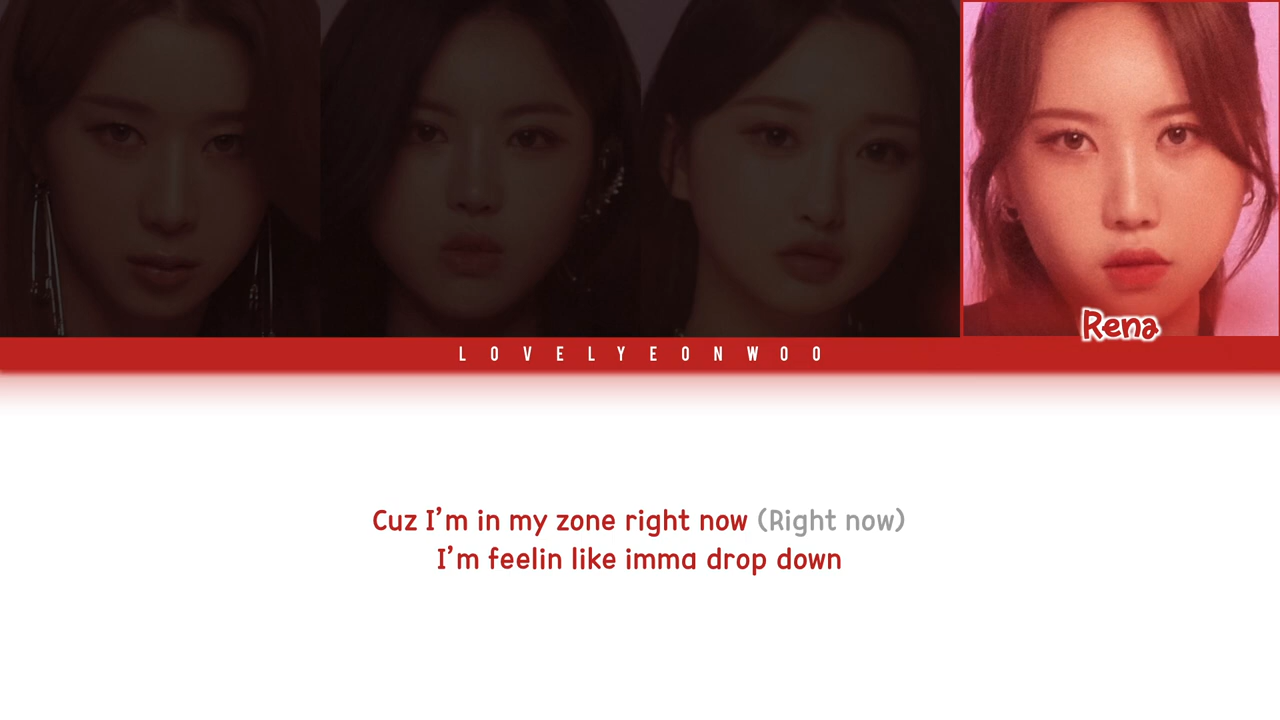 Rena
L O V E L Y E O N W O O
Cuz I'm in my zone right now (Right now)
I'm feelin like imma drop down